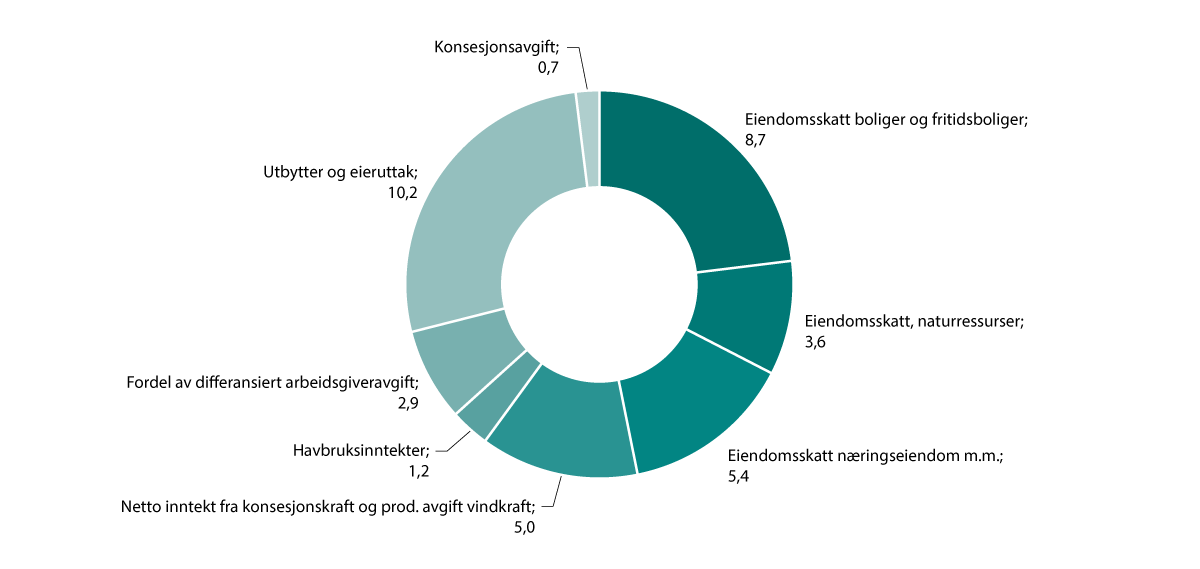 Konsesjonsavgift;
0,7
Eiendomsskatt boliger og fritidsboliger;
8,7
Utbytter og eieruttak;
10,2
Eiendomsskatt, naturressurser;
3,6
Fordel av differansiert arbeidsgiveravgift;
2,9
Havbruksinntekter;
1,2
Eiendomsskatt næringseiendom m.m.;
5,4
Netto inntekt fra konsesjonskraft og prod. avgift vindkraft;
5,0